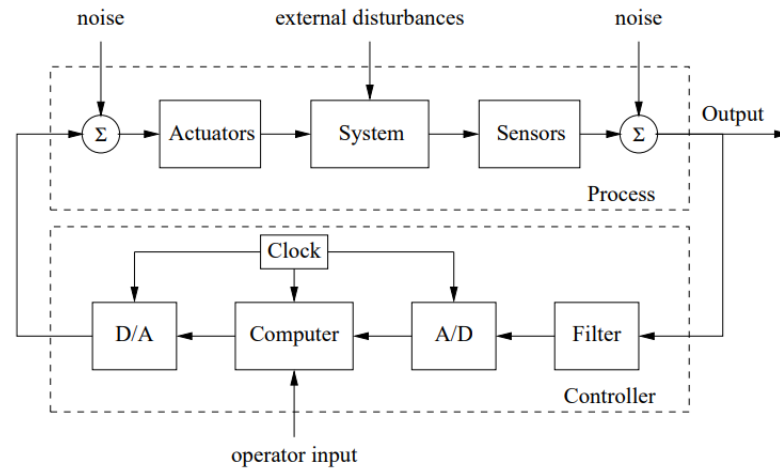 noise
external disturbances
noise
Σ
Actuators
System
Sensors
Σ
Output
Process
Clock
D/A
Computer
A/D
Filter
Controller
operator input